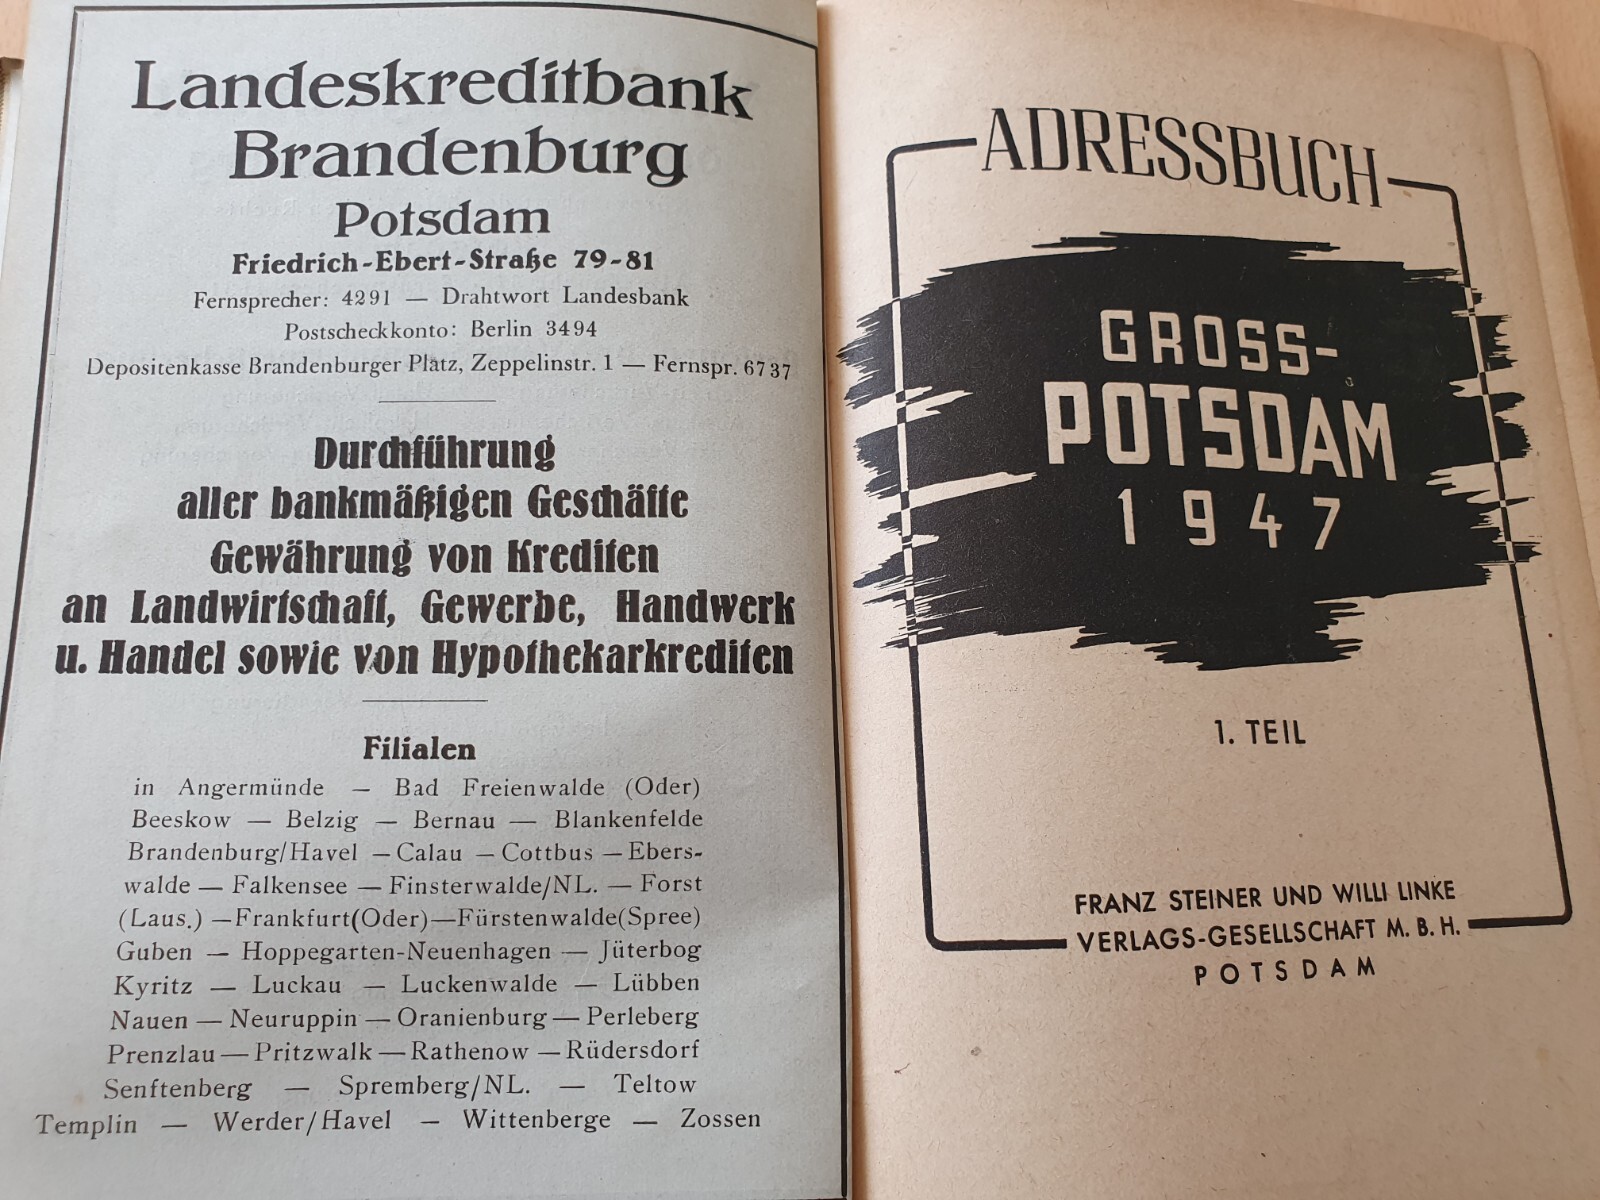 Landeskreditbank
Brandenburg
Potsdam
Friedrich-Ebert-Straße 79-81
Fernsprecher: 4291 — Drahtwort Landesbank
Postscheckkonto: Berlin 3494
Depositenkasse Brandenburger Platz, Zeppelinstr. 1 — Fernspr. 6737
Durchführung
aller bankmäßigen Geschäfte
Gewährung von Krediten
an Landwirtschaft, Gewerbe, Handwerk
u. Handel sowie von Hypothekarkrediten
Filialen
in Angermünde — Bad Freienwalde (Oder)
Beeskow — Belzig — Bernau — Blankenfelde
Brandenburg/Havel — Calau — Cottbus — Ebers-
walde — Falkensee — Finsterwalde/NL. — Forst
(Laus.) — Frankfurt(Oder)—Fürstenwalde(Spree)
Guben — Hoppegarten-Neuenhagen — Jüterbog
Kyritz — Luckau — Luckenwalde — Lübben
Nauen — Neuruppin — Oranienburg — Perleberg
Prenzlau — Pritzwalk — Rathenow — Rüdersdorf
Senftenberg — Spremberg/NL. — Teltow
Templin — Werder/Havel — Wittenberge — Zossen
ADRESSBUCH
GROSS-
POTSDAM
1947
1. TEIL
FRANZ STEINER UND WILLI LINKE
VERLAGS-GESELLSCHAFT M. B. H.
POTSDAM